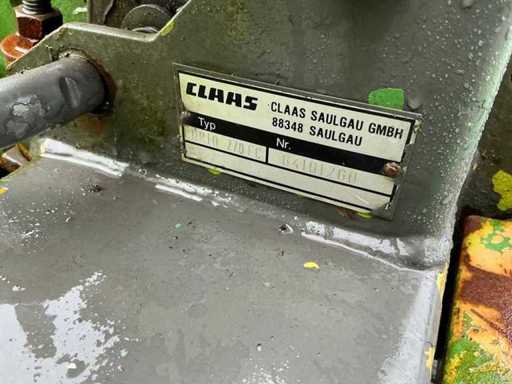 CLAAS
CLAAS SAULGAU GMBH
88348 SAULGAU
Typ
Nr.